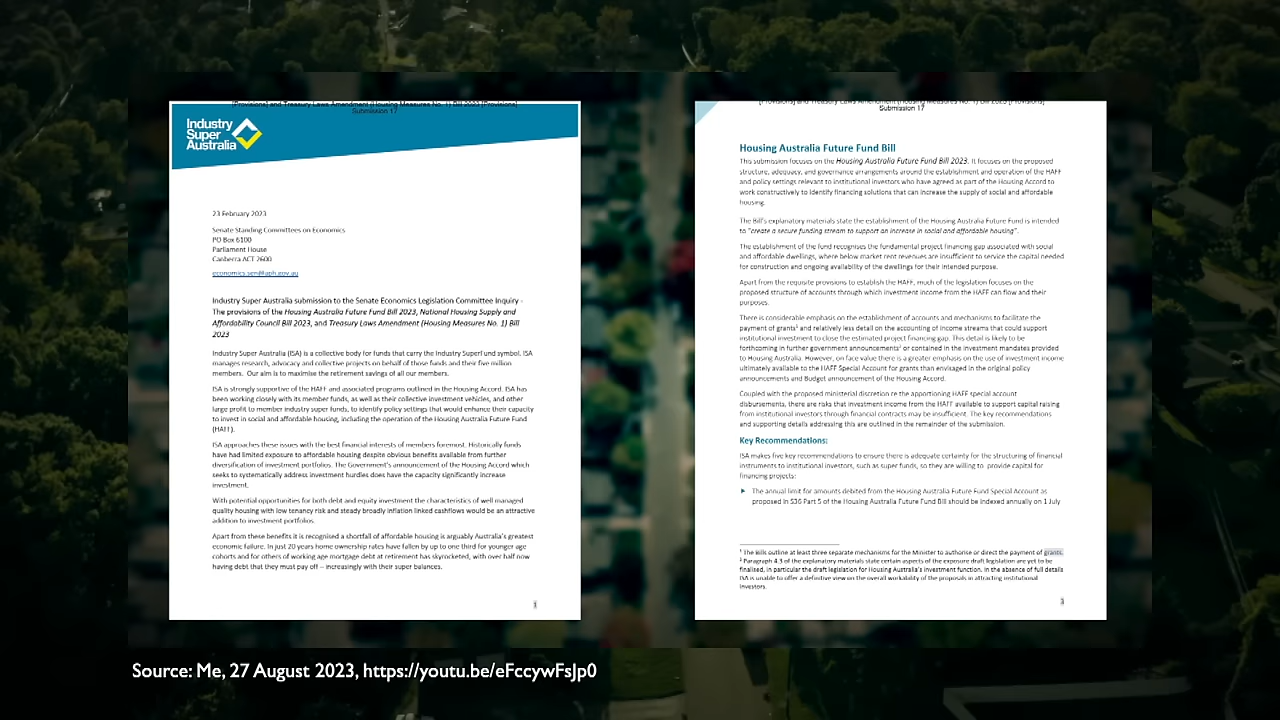 [Provisions] and Treasury Laws Amendment (Housing Measures No. 1) Bill 2023 [Provisions]
Submission 17
Industry
Super
Australia
23 February 2023
Senate Standing Committees on Economics
PO Box 6100
Parliament House
Canberra ACT 2600
economics.sen@aph.gov.au
Industry Super Australia submission to the Senate Economics Legislation Committee Inquiry -
The provisions of the Housing Australia Future Fund Bill 2023, National Housing Supply and
Affordability Council Bill 2023, and Treasury Laws Amendment (Housing Measures No. 1) Bill
2023
Industry Super Australia (ISA) is a collective body for funds that carry the Industry SuperFund symbol. ISA
manages research, advocacy and collective projects on behalf of those funds and their five million
members. Our aim is to maximise the retirement savings of all our members.
ISA is strongly supportive of the HAFF and associated programs outlined in the Housing Accord. ISA has
been working closely with its member funds, as well as their collective investment vehicles, and other
large profit to member industry super funds, to identify policy settings that would enhance their capacity
to invest in social and affordable housing, including the operation of the Housing Australia Future Fund
(HAFF).
ISA approaches these issues with the best financial interests of members foremost. Historically funds
have had limited exposure to affordable housing despite obvious benefits available from further
diversification of investment portfolios. The Government's announcement of the Housing Accord which
seeks to systematically address investment hurdles does have the capacity significantly increase
investment.
With potential opportunities for both debt and equity investment the characteristics of well managed
quality housing with low tenancy risk and steady broadly inflation linked cashflows would be an attractive
addition to investment portfolios.
Apart from these benefits it is recognised a shortfall of affordable housing is arguably Australia's greatest
economic failure. In just 20 years home ownership rates have fallen by up to one third for younger age
cohorts and for others of working age mortgage debt at retirement has skyrocketed, with over half now
having debt that they must pay off – increasingly with their super balances.
1
[Provisions] and Treasury Laws Amendment (Housing Measures No. 1) Bill 2023 [Provisions]
Submission 17
Housing Australia Future Fund Bill
This submission focuses on the Housing Australia Future Fund Bill 2023. It focuses on the proposed
structure, adequacy, and governance arrangements around the establishment and operation of the HAFF
and policy settings relevant to institutional investors who have agreed as part of the Housing Accord to
work constructively to identify financing solutions that can increase the supply of social and affordable
housing.
The Bill's explanatory materials state the establishment of the Housing Australia Future Fund is intended
to "create a secure funding stream to support an increase in social and affordable housing".
The establishment of the fund recognises the fundamental project financing gap associated with social
and affordable dwellings, where below market rent revenues are insufficient to service the capital needed
for construction and ongoing availability of the dwellings for their intended purpose.
Apart from the requisite provisions to establish the HAFF, much of the legislation focuses on the
proposed structure of accounts through which investment income from the HAFF can flow and their
purposes.
There is considerable emphasis on the establishment of accounts and mechanisms to facilitate the
payment of grants¹ and relatively less detail on the accounting of income streams that could support
institutional investment to close the estimated project financing gap. This detail is likely to be
forthcoming in further government announcements² or contained in the investment mandates provided
to Housing Australia. However, on face value there is a greater emphasis on the use of investment income
ultimately available to the HAFF Special Account for grants than envisaged in the original policy
announcements and Budget announcement of the Housing Accord.
Coupled with the proposed ministerial discretion re the apportioning HAFF special account
disbursements, there are risks that investment income from the HAFF available to support capital raising
from institutional investors through financial contracts may be insufficient. The key recommendations
and supporting details addressing this are outlined in the remainder of the submission.
Key Recommendations:
ISA makes five key recommendations to ensure there is adequate certainty for the structuring of financial
instruments to institutional investors, such as super funds, so they are willing to provide capital for
financing projects:
The annual limit for amounts debited from the Housing Australia Future Fund Special Account as
proposed in S36 Part 5 of the Housing Australia Future Fund Bill should be indexed annually on 1 July
¹ The Bills outline at least three separate mechanisms for the Minister to authorise or direct the payment of grants.
² Paragraph 4.3 of the explanatory materials state certain aspects of the exposure draft legislation are yet to be
finalised, in particular the draft legislation for Housing Australia's investment function. In the absence of full details
ISA is unable to offer a definitive view on the overall workability of the proposals in attracting institutional
investors.
3
Source: Me, 27 August 2023, https://youtu.be/eFccywFsJp0